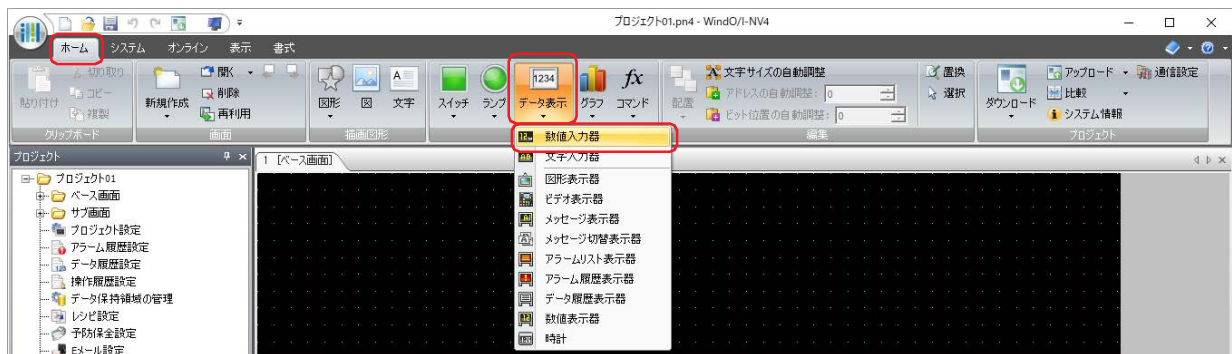 プロジェクト01.pn4 - WindO/I-NV4
ホーム システム オンライン 表示 書式
貼り付け
切り取り
コピー
複製
クリップボード
新規作成
開く
削除
再利用
画面
図形
図
文字
描画図形
スイッチ
ランプ
データ表示
グラフ
コマンド
配置
文字サイズの自動調整
アドレスの自動調整: 0
ビット位置の自動調整: 0
置換
選択
編集
ダウンロード
アップロード
比較
システム情報
通信設定
プロジェクト
数値入力器
文字入力器
図形表示器
ビデオ表示器
メッセージ表示器
メッセージ切替表示器
アラームリスト表示器
アラーム履歴表示器
データ履歴表示器
数値表示器
時計
プロジェクト
プロジェクト01
ベース画面
サブ画面
プロジェクト設定
アラーム履歴設定
データ履歴設定
操作履歴設定
データ保持領域の管理
レシピ設定
予防保全設定
Eメール設定
1 [ベース画面]